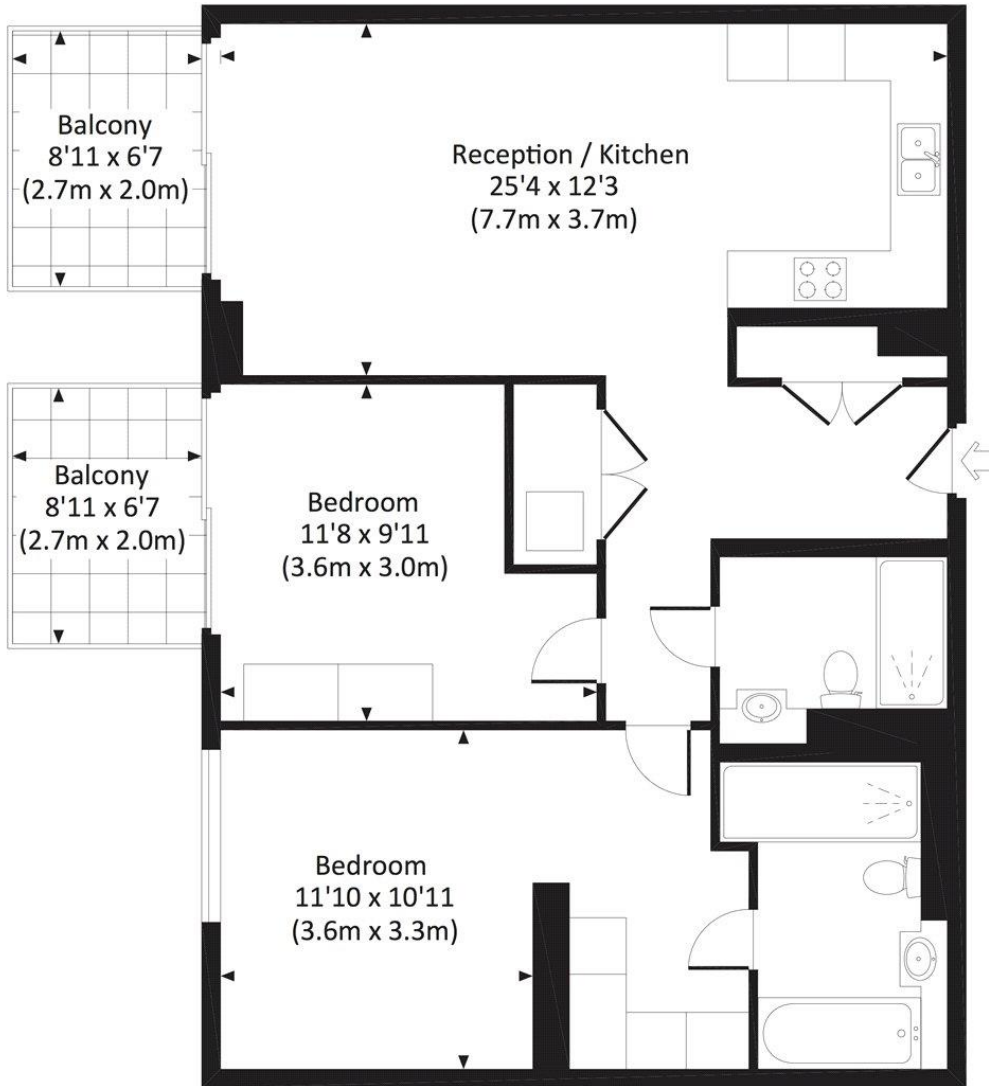 Balcony
8'11 x 6'7
(2.7m x 2.0m)
Reception / Kitchen
25'4 x 12'3
(7.7m x 3.7m)
Balcony
8'11 x 6'7
(2.7m x 2.0m)
Bedroom
11'8 x 9'11
(3.6m x 3.0m)
Bedroom
11'10 x 10'11
(3.6m x 3.3m)